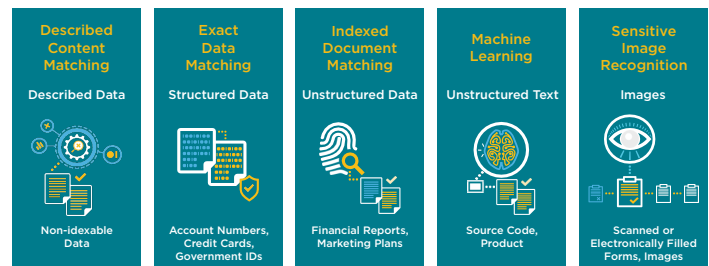 Described
Content
Matching
Described Data
Non-idexable
Data
Exact
Data
Matching
Structured Data
Account Numbers,
Credit Cards,
Government IDs
Indexed
Document
Matching
Unstructured Data
Financial Reports,
Marketing Plans
Machine
Learning
Unstructured Text
Source Code,
Product
Sensitive
Image
Recognition
Images
Scanned or
Electronically Filled
Forms, Images